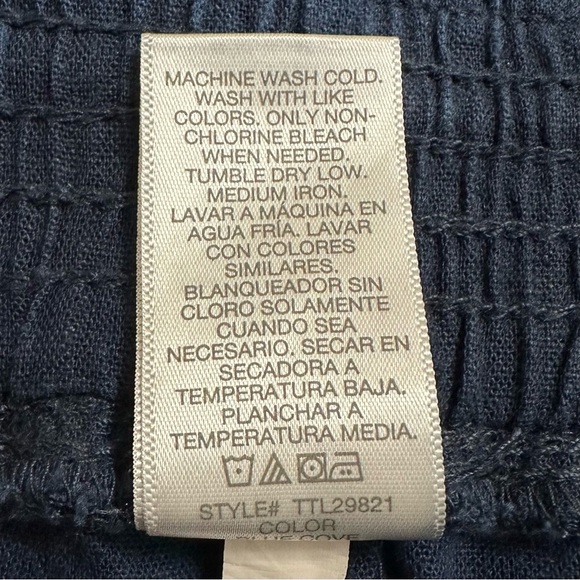 MACHINE WASH COLD.
WASH WITH LIKE
COLORS. ONLY NON-
CHLORINE BLEACH
WHEN NEEDED.
TUMBLE DRY LOW.
MEDIUM IRON.
LAVAR A MÁQUINA EN
AGUA FRÍA. LAVAR
CON COLORES
SIMILARES.
BLANQUEADOR SIN
CLORO SOLAMENTE
CUANDO SEA
NECESARIO. SECAR EN
SECADORA A
TEMPERATURA BAJA.
PLANCHAR A
TEMPERATURA MEDIA.
STYLE# TTL29821
COLOR
BLUE COVE